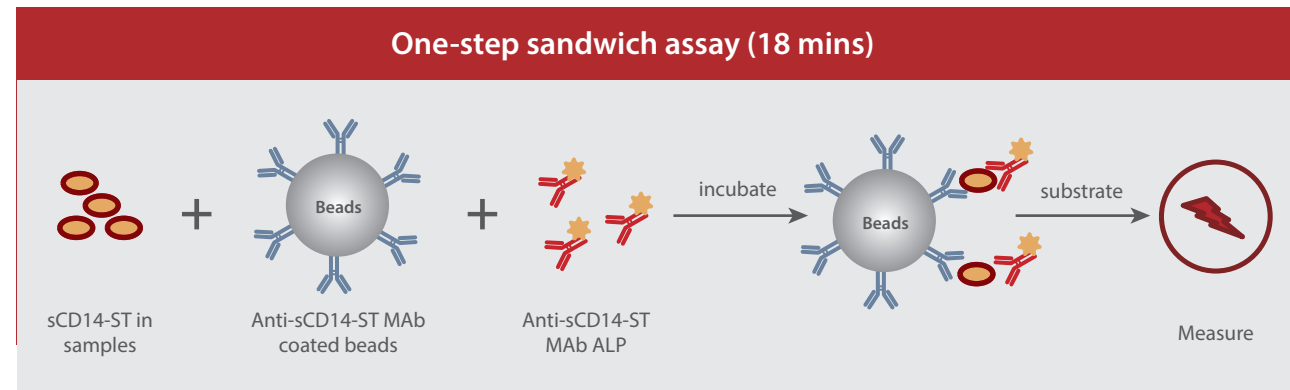 One-step sandwich assay (18 mins)
Beads
incubate
Beads
substrate
sCD14-ST in
samples
Anti-sCD14-ST MAb
coated beads
Anti-sCD14-ST
MAb ALP
Measure